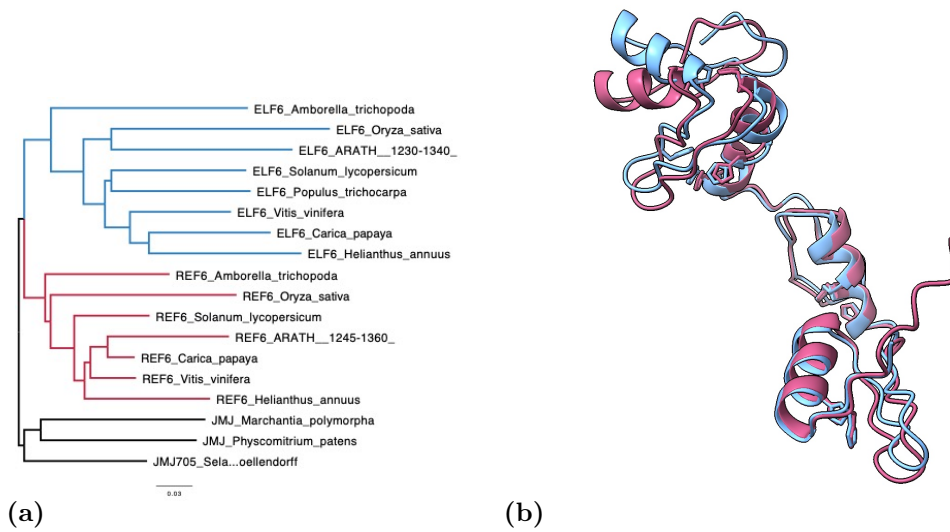 ELF6_Amborella_trichopoda
ELF6_Oryza_sativa
ELF6_ARATH__1230-1340_
ELF6_Solanum_lycopersicum
ELF6_Populus_trichocarpa
ELF6_Vitis_vinifera
ELF6_Carica_papaya
ELF6_Helianthus_annuus
REF6_Amborella_trichopoda
REF6_Oryza_sativa
REF6_Solanum_lycopersicum
REF6_ARATH__1245-1360_
REF6_Carica_papaya
REF6_Vitis_vinifera
REF6_Helianthus_annuus
JMJ_Marchantia_polymorpha
JMJ_Physcomitrium_patens
JMJ705_Sela...oellendorff
0.03
(a)
(b)